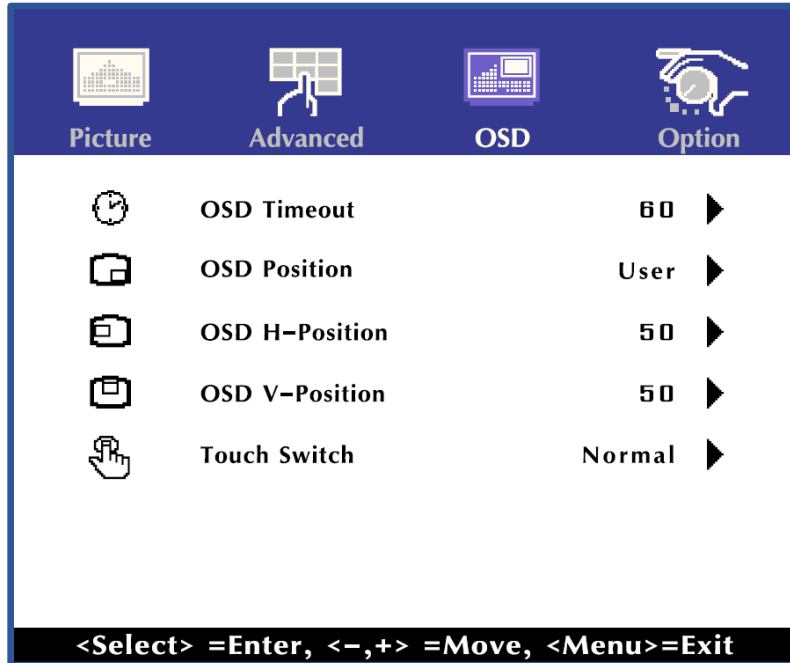 Picture Advanced OSD Option
OSD Timeout 60
OSD Position User
OSD H-Position 50
OSD V-Position 50
Touch Switch Normal
<Select> =Enter, <-,+> =Move, <Menu>=Exit